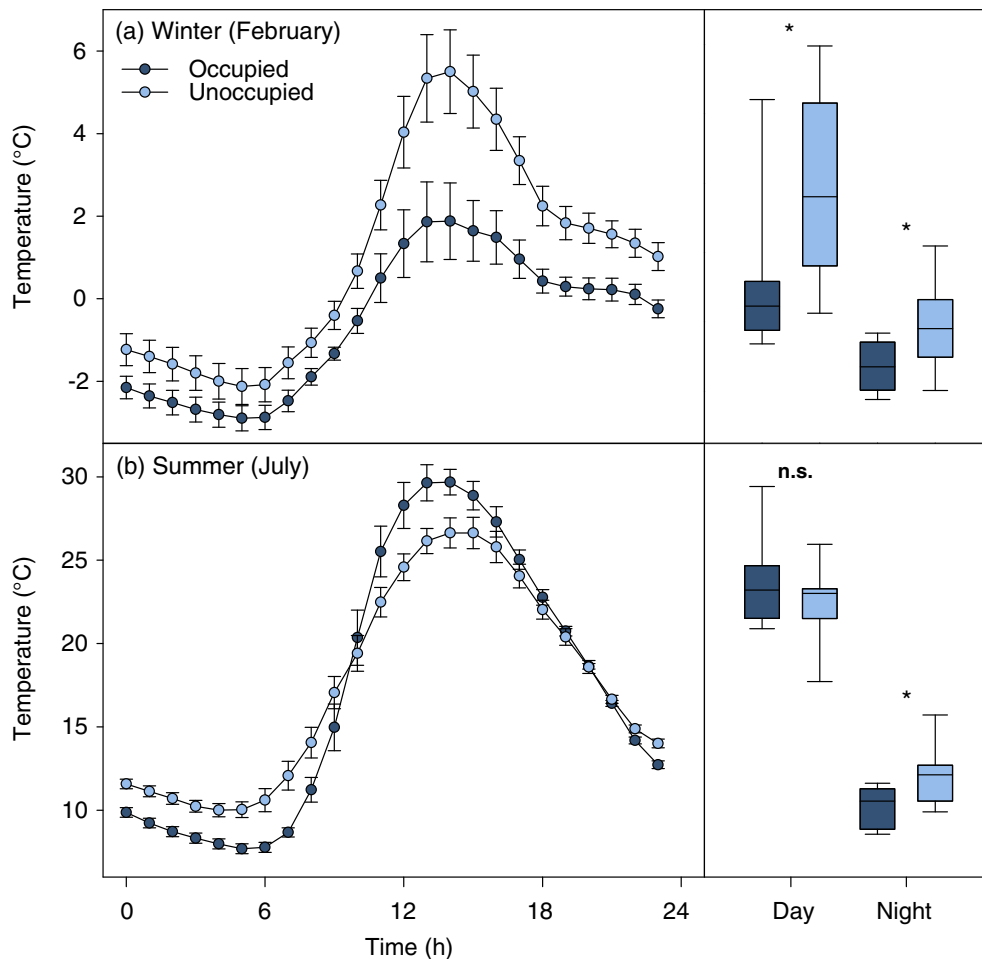 (a) Winter (February)
Occupied
Unoccupied
*
*
6
4
2
0
-2
Temperature (°C)
(b) Summer (July)
n.s.
*
30
25
20
15
10
Temperature (°C)
0 6 12 18 24
Day Night
Time (h)